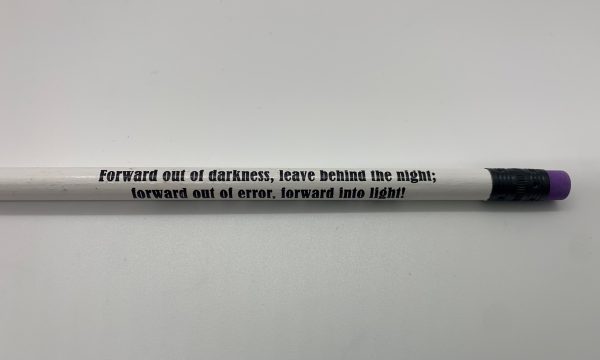 Forward out of darkness, leave behind the night;
forward out of error, forward into light!